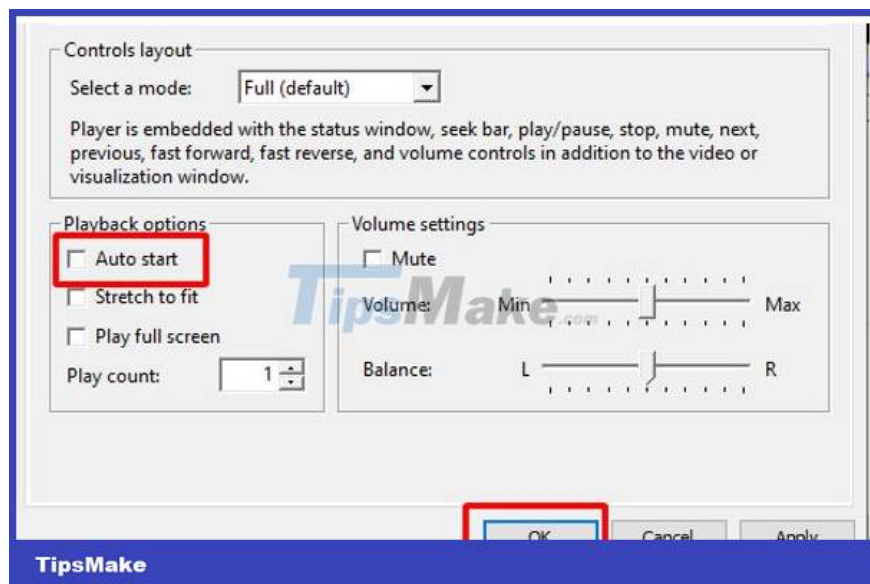 Controls layout
Select a mode: Full (default)
Player is embedded with the status window, seek bar, play/pause, stop, mute, next,
previous, fast forward, fast reverse, and volume controls in addition to the video or
visualization window.
Playback options
Auto start
Stretch to fit
Play full screen
Play count: 1
Volume settings
Mute
Volume: Min Max
Balance: L R
TipsMake.com
OK Cancel Apply
TipsMake